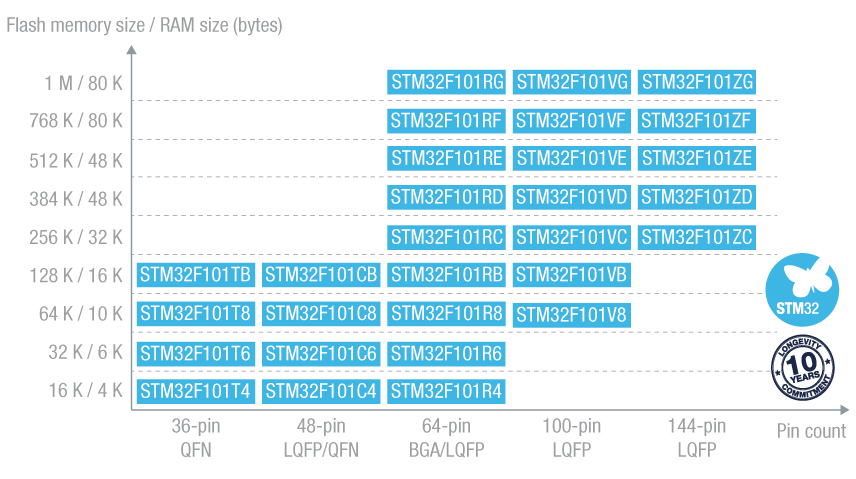 Flash memory size / RAM size (bytes)
1 M / 80 K STM32F101RG STM32F101VG STM32F101ZG
768 K / 80 K STM32F101RF STM32F101VF STM32F101ZF
512 K / 48 K STM32F101RE STM32F101VE STM32F101ZE
384 K / 48 K STM32F101RD STM32F101VD STM32F101ZD
256 K / 32 K STM32F101RC STM32F101VC STM32F101ZC
128 K / 16 K STM32F101TB STM32F101CB STM32F101RB STM32F101VB
64 K / 10 K STM32F101T8 STM32F101C8 STM32F101R8 STM32F101V8
32 K / 6 K STM32F101T6 STM32F101C6 STM32F101R6
16 K / 4 K STM32F101T4 STM32F101C4 STM32F101R4
STM32
LONGEVITY
10
YEARS
COMMITMENT
36-pin 48-pin 64-pin 100-pin 144-pin
QFN LQFP/QFN BGA/LQFP LQFP LQFP
Pin count